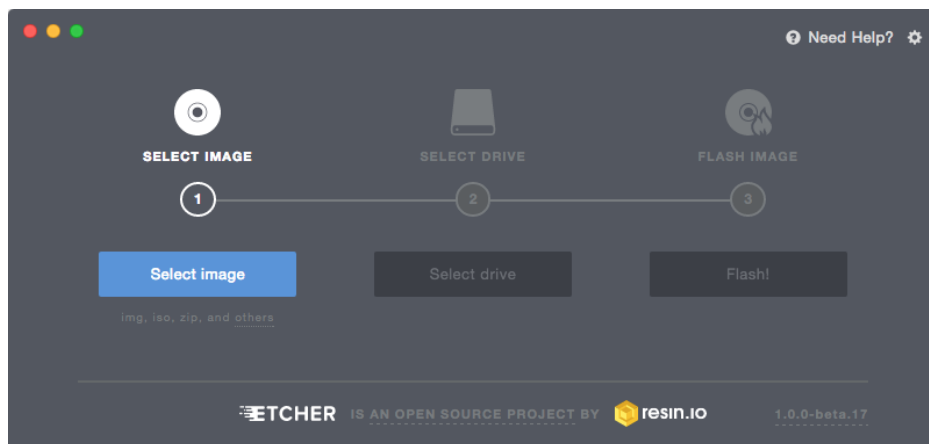 Need Help?
SELECT IMAGE
SELECT DRIVE
FLASH IMAGE
1
2
3
Select image
Select drive
Flash!
img, iso, zip, and others
ETCHER IS AN OPEN SOURCE PROJECT BY resin.io
1.0.0-beta.17